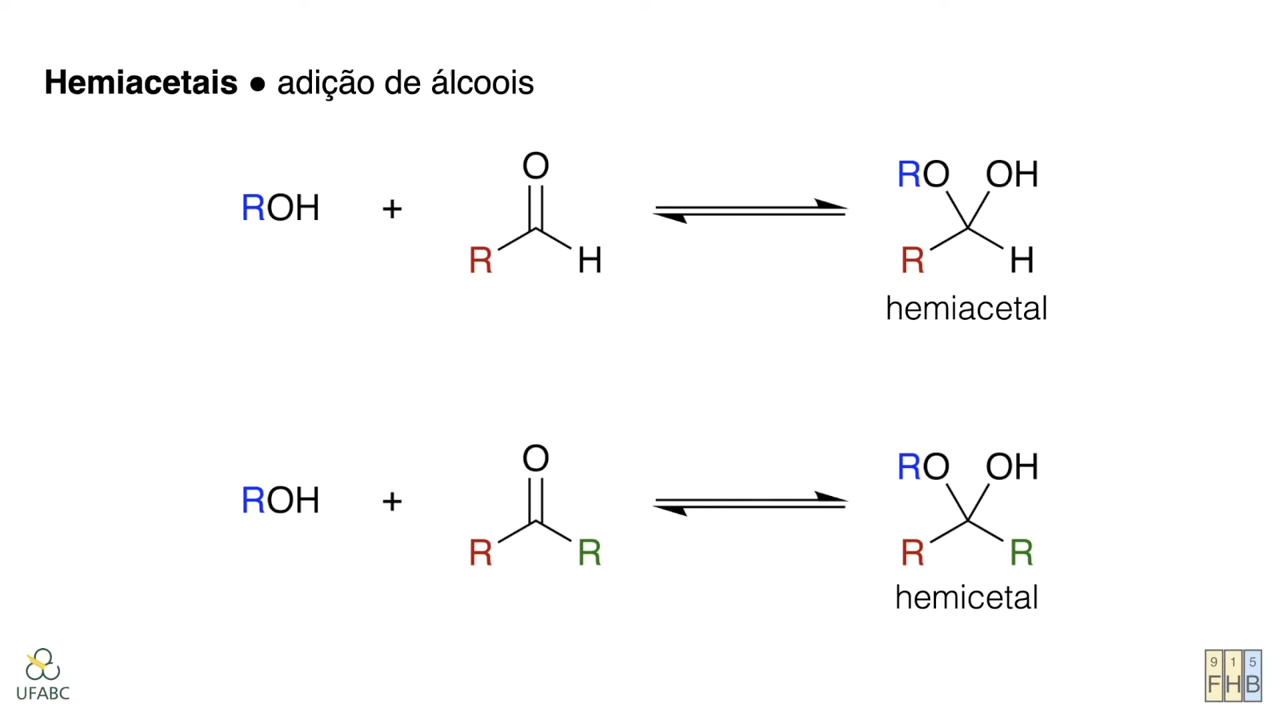 Hemiacetais ● adição de álcoois
O
RO OH
ROH +
R H
R H
hemiacetal
O
RO OH
ROH +
R R
R R
hemicetal
UFABC
9 1 5
F H B